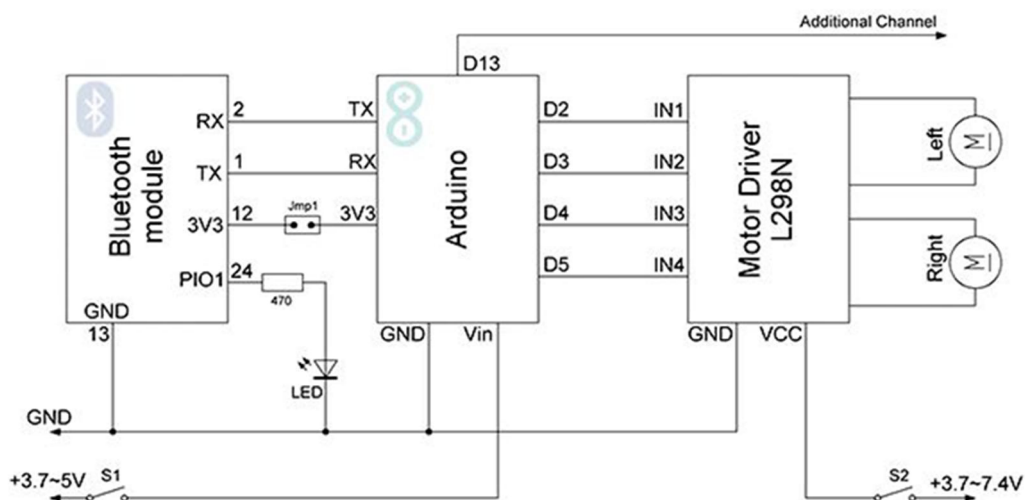 Additional Channel
D13
Bluetooth
module
RX
2
TX
1
3V3
12
PIO1
24
GND
13
Jmp1
470
LED
Arduino
TX
RX
3V3
D2
D3
D4
D5
GND
Vin
Motor Driver
L298N
IN1
IN2
IN3
IN4
GND
VCC
Left
M
Right
M
GND
+3.7~5V
S1
S2
+3.7~7.4V